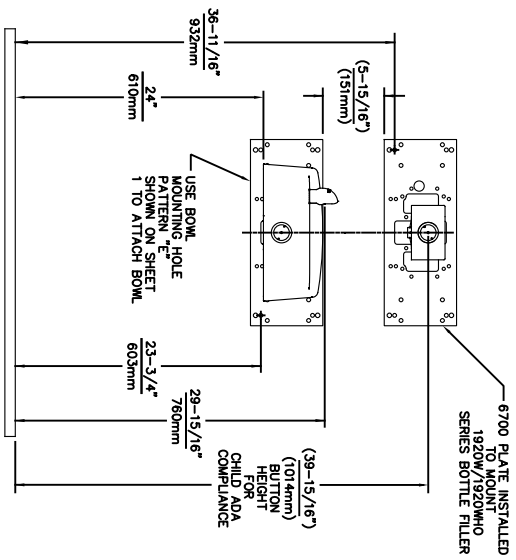 6700 PLATE INSTALLED
TO MOUNT
1920W/1920WHO
SERIES BOTTLE FILLER
36-11/16"
932mm
(5-15/16")
(151mm)
24"
610mm
USE BOWL
MOUNTING HOLE
PATTERN "E"
SHOWN ON SHEET
1 TO ATTACH BOWL
23-3/4"
603mm
29-15/16"
760mm
(39-15/16")
(1014mm)
BUTTON
HEIGHT
FOR
CHILD ADA
COMPLIANCE